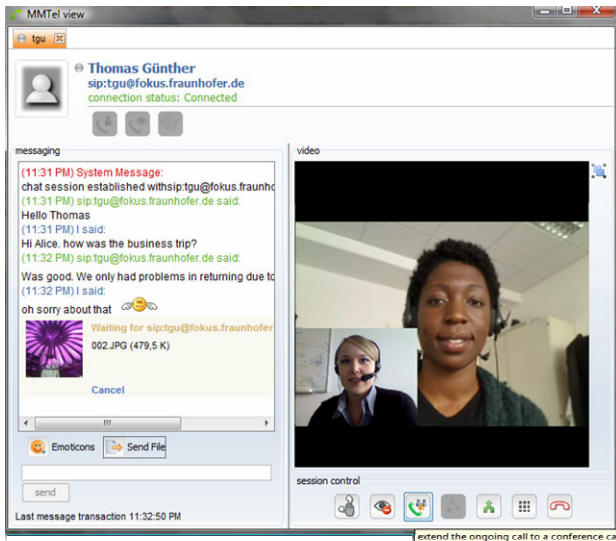 MMTel view
tgu
Thomas Günther
sip:tgu@fokus.fraunhofer.de
connection status: Connected
messaging
(11:31 PM) System Message:
chat session established withsip:tgu@fokus.fraunho
(11:31 PM) sip:tgu@fokus.fraunhofer.de said:
Hello Thomas
(11:31 PM) I said:
Hi Alice. how was the business trip?
(11:32 PM) sip:tgu@fokus.fraunhofer.de said:
Was good. We only had problems in returning due to
(11:32 PM) I said:
oh sorry about that
Waiting for sip:tgu@fokus.fraunhofer
002.JPG (479,5 K)
Cancel
Emoticons
Send File
send
Last message transaction 11:32:50 PM
video
session control
extend the ongoing call to a conference ca